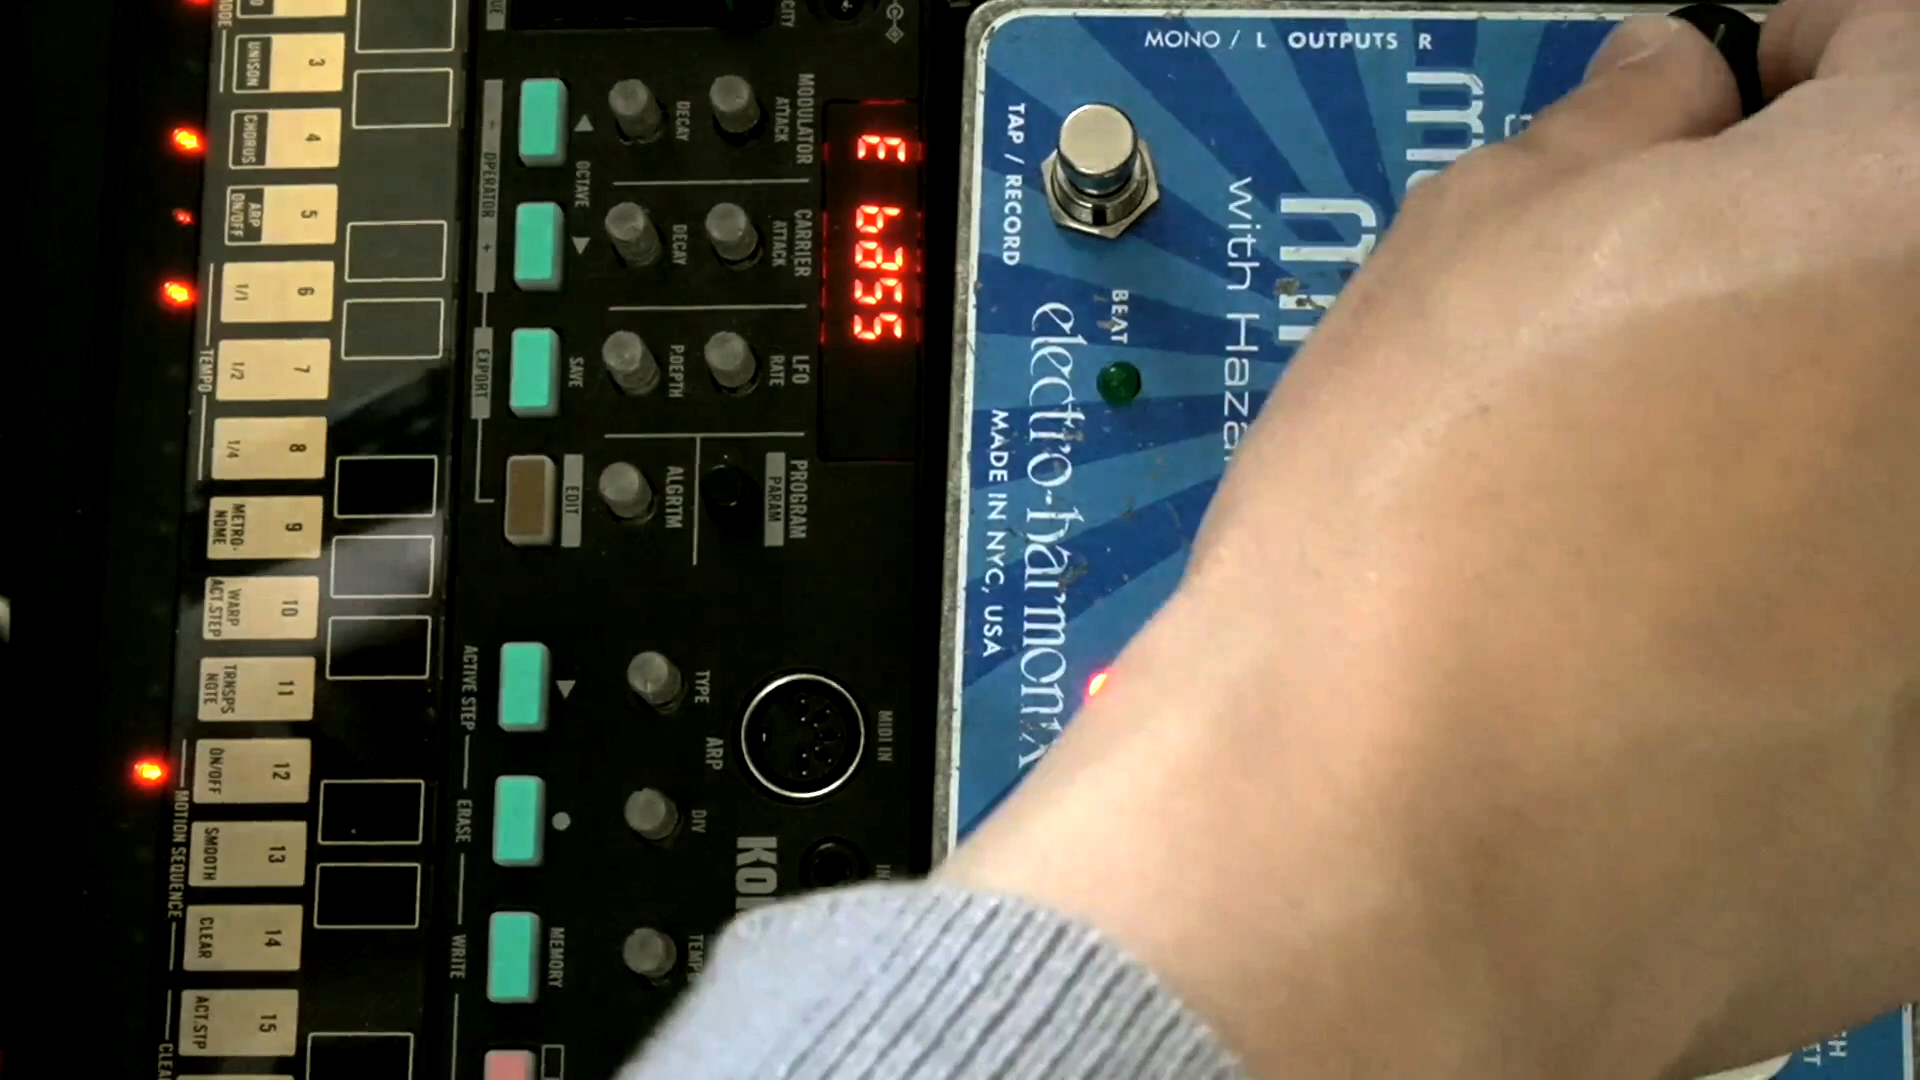 MONO / L OUTPUTS R
TAP / RECORD
BEAT
electro-harmonix
MADE IN NYC, USA
with
MODULATOR
ATTACK
DECAY
CARRIER
ATTACK
DECAY
LFO
RATE
P.DEPTH
PROGRAM
PARAM
ALGRTM
OCTAVE
OPERATOR
- +
SAVE
EXPORT
EDIT
MIDI IN
TYPE
ARP
DIV
ACTIVE STEP
ERASE
MEMORY
WRITE
3
UNISON
4
CHORUS
5
ARP ON/OFF
6
1/1
7
1/2
8
1/4
TEMPO
9
METRO-NOME
10
WARP ACT.STEP
11
TRNSPS NOTE
12
ON/OFF
13
SMOOTH
14
CLEAR
MOTION SEQUENCE
15
ACT.STP